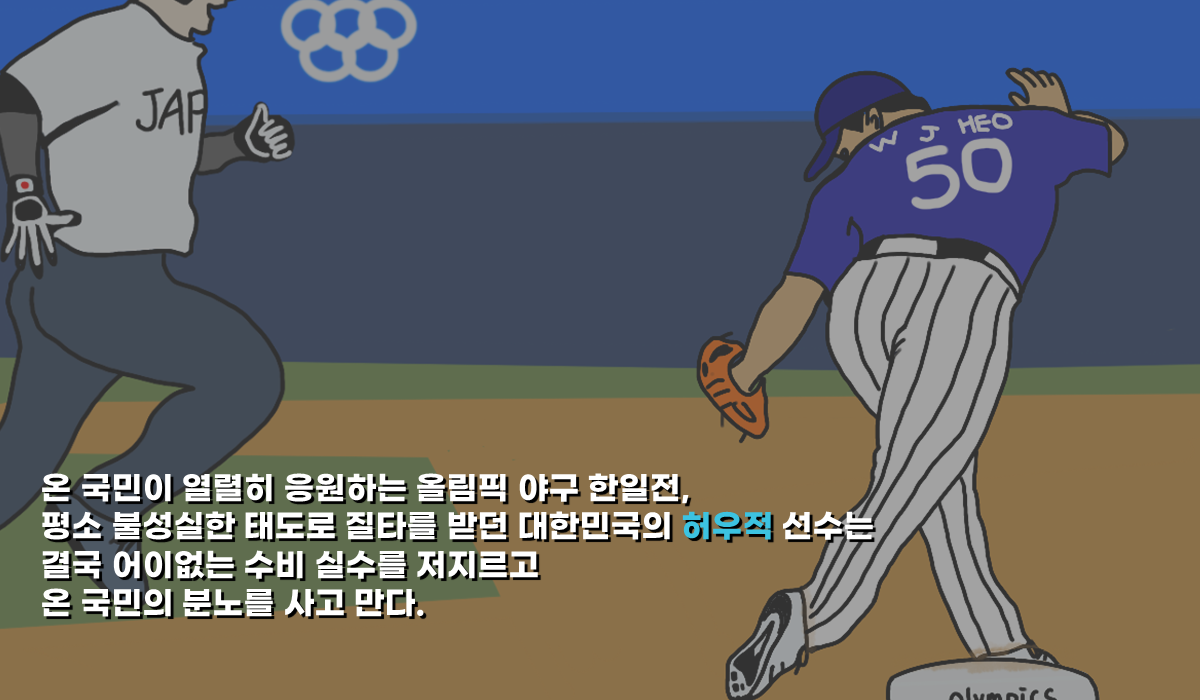 JAP
W J HEO
50
온 국민이 열렬히 응원하는 올림픽 야구 한일전,
평소 불성실한 태도로 질타를 받던 대한민국의 허우적 선수는
결국 어이없는 수비 실수를 저지르고
온 국민의 분노를 사고 만다.
olympics